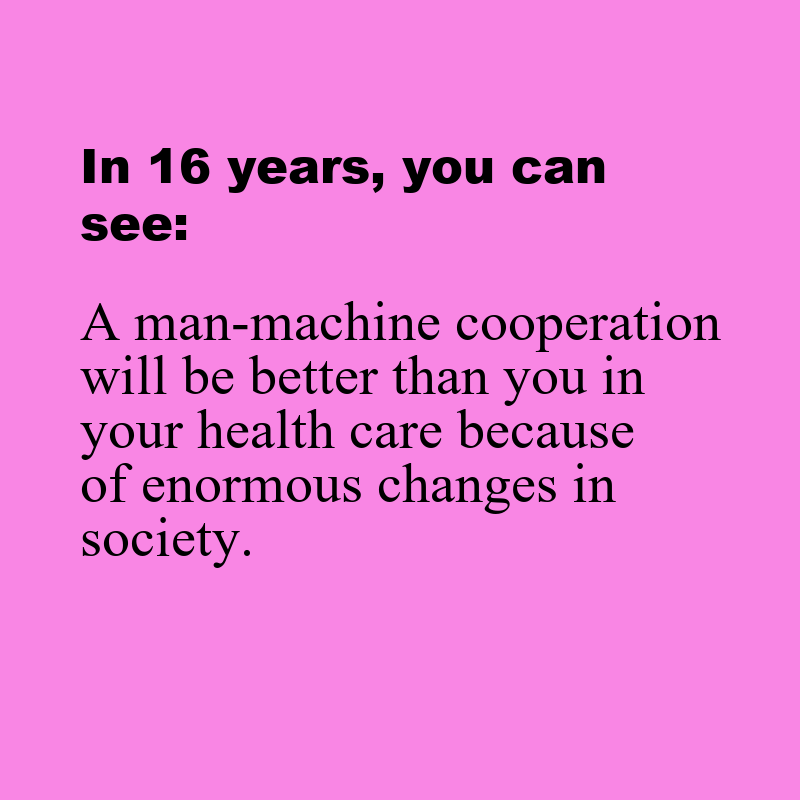 In 16 years, you can
see:
A man-machine cooperation
will be better than you in
your health care because
of enormous changes in
society.